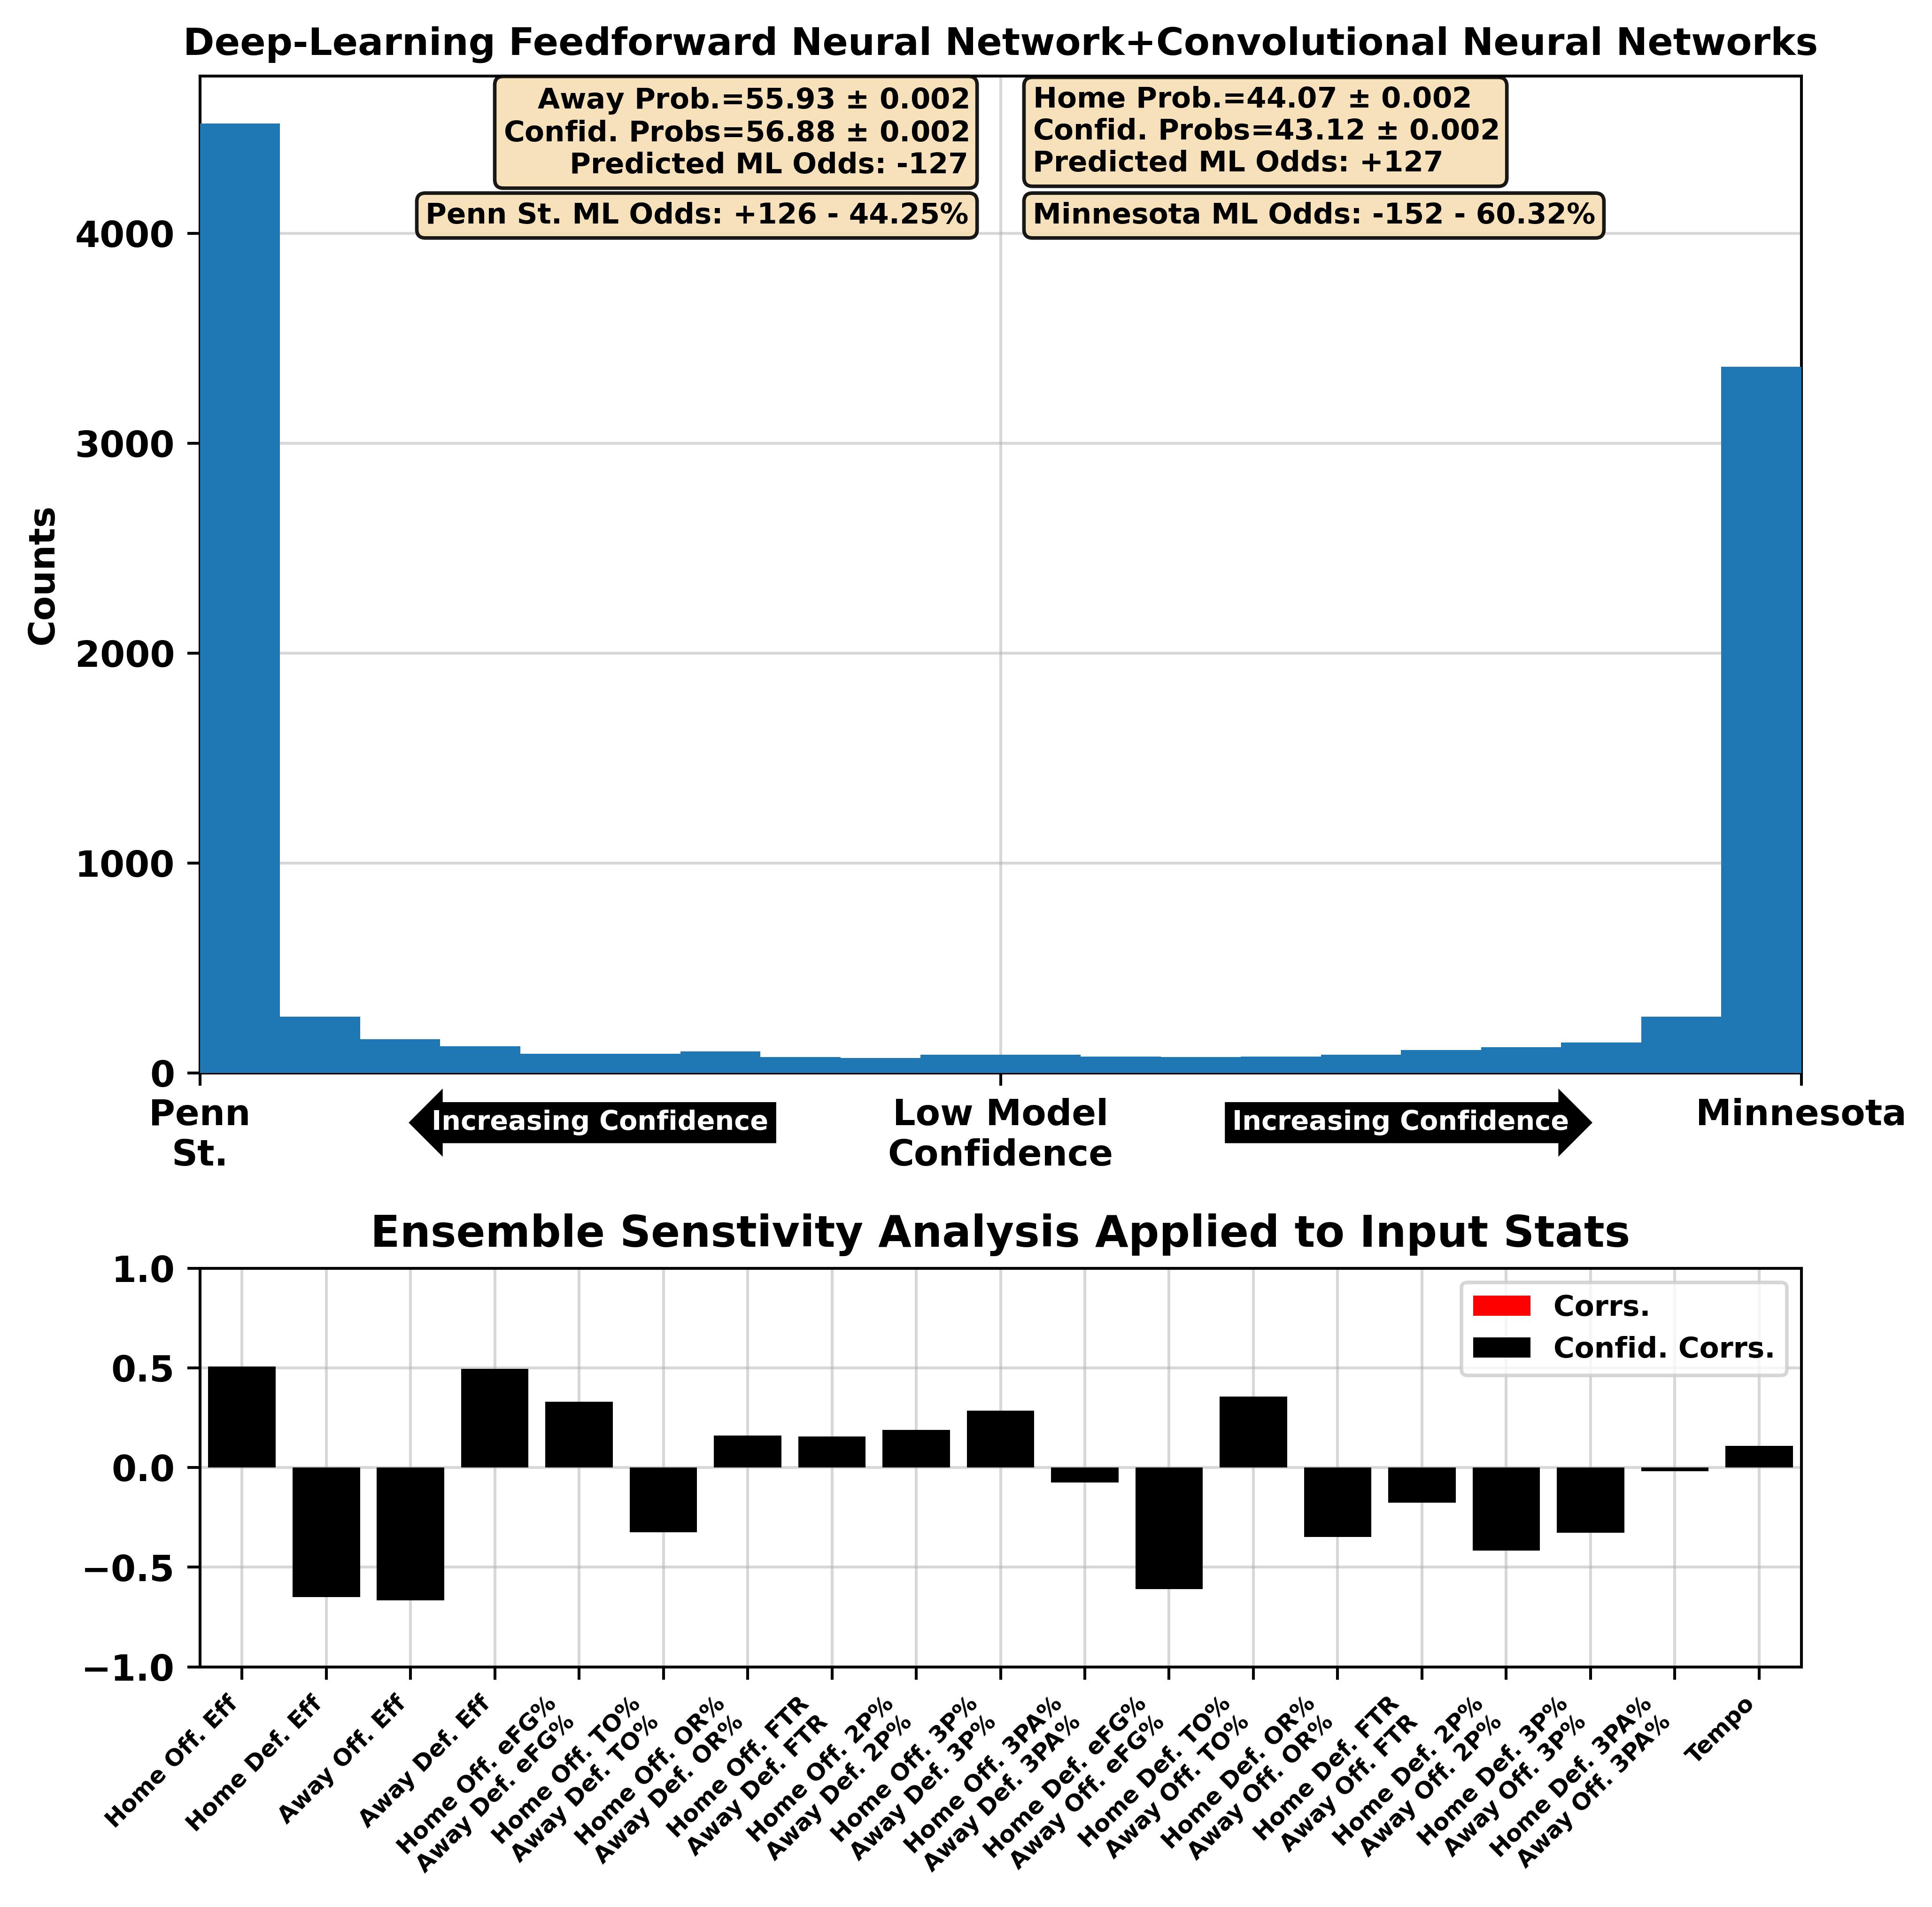 Deep-Learning Feedforward Neural Network+Convolutional Neural Networks
Away Prob.=55.93 ± 0.002
Confid. Probs=56.88 ± 0.002
Predicted ML Odds: -127
Home Prob.=44.07 ± 0.002
Confid. Probs=43.12 ± 0.002
Predicted ML Odds: +127
Penn St. ML Odds: +126 - 44.25%
Minnesota ML Odds: -152 - 60.32%
Counts
4000
3000
2000
1000
0
Penn
St.
Increasing Confidence
Low Model
Confidence
Increasing Confidence
Minnesota
Ensemble Senstivity Analysis Applied to Input Stats
1.0
0.5
0.0
−0.5
−1.0
Corrs.
Confid. Corrs.
Home Off. Eff
Home Def. Eff
Away Off. Eff
Away Def. Eff
Home Off. eFG%
Away Def. eFG%
Home Off. TO%
Away Def. TO%
Home Off. OR%
Away Def. OR%
Home Off. FTR
Away Def. FTR
Home Off. 2P%
Away Def. 2P%
Home Off. 3P%
Away Def. 3P%
Home Off. 3PA%
Away Def. 3PA%
Home Def. eFG%
Away Off. eFG%
Home Def. TO%
Away Off. TO%
Home Def. OR%
Away Off. OR%
Home Def. FTR
Away Off. FTR
Home Def. 2P%
Away Off. 2P%
Home Def. 3P%
Away Off. 3P%
Home Def. 3PA%
Away Off. 3PA%
Tempo